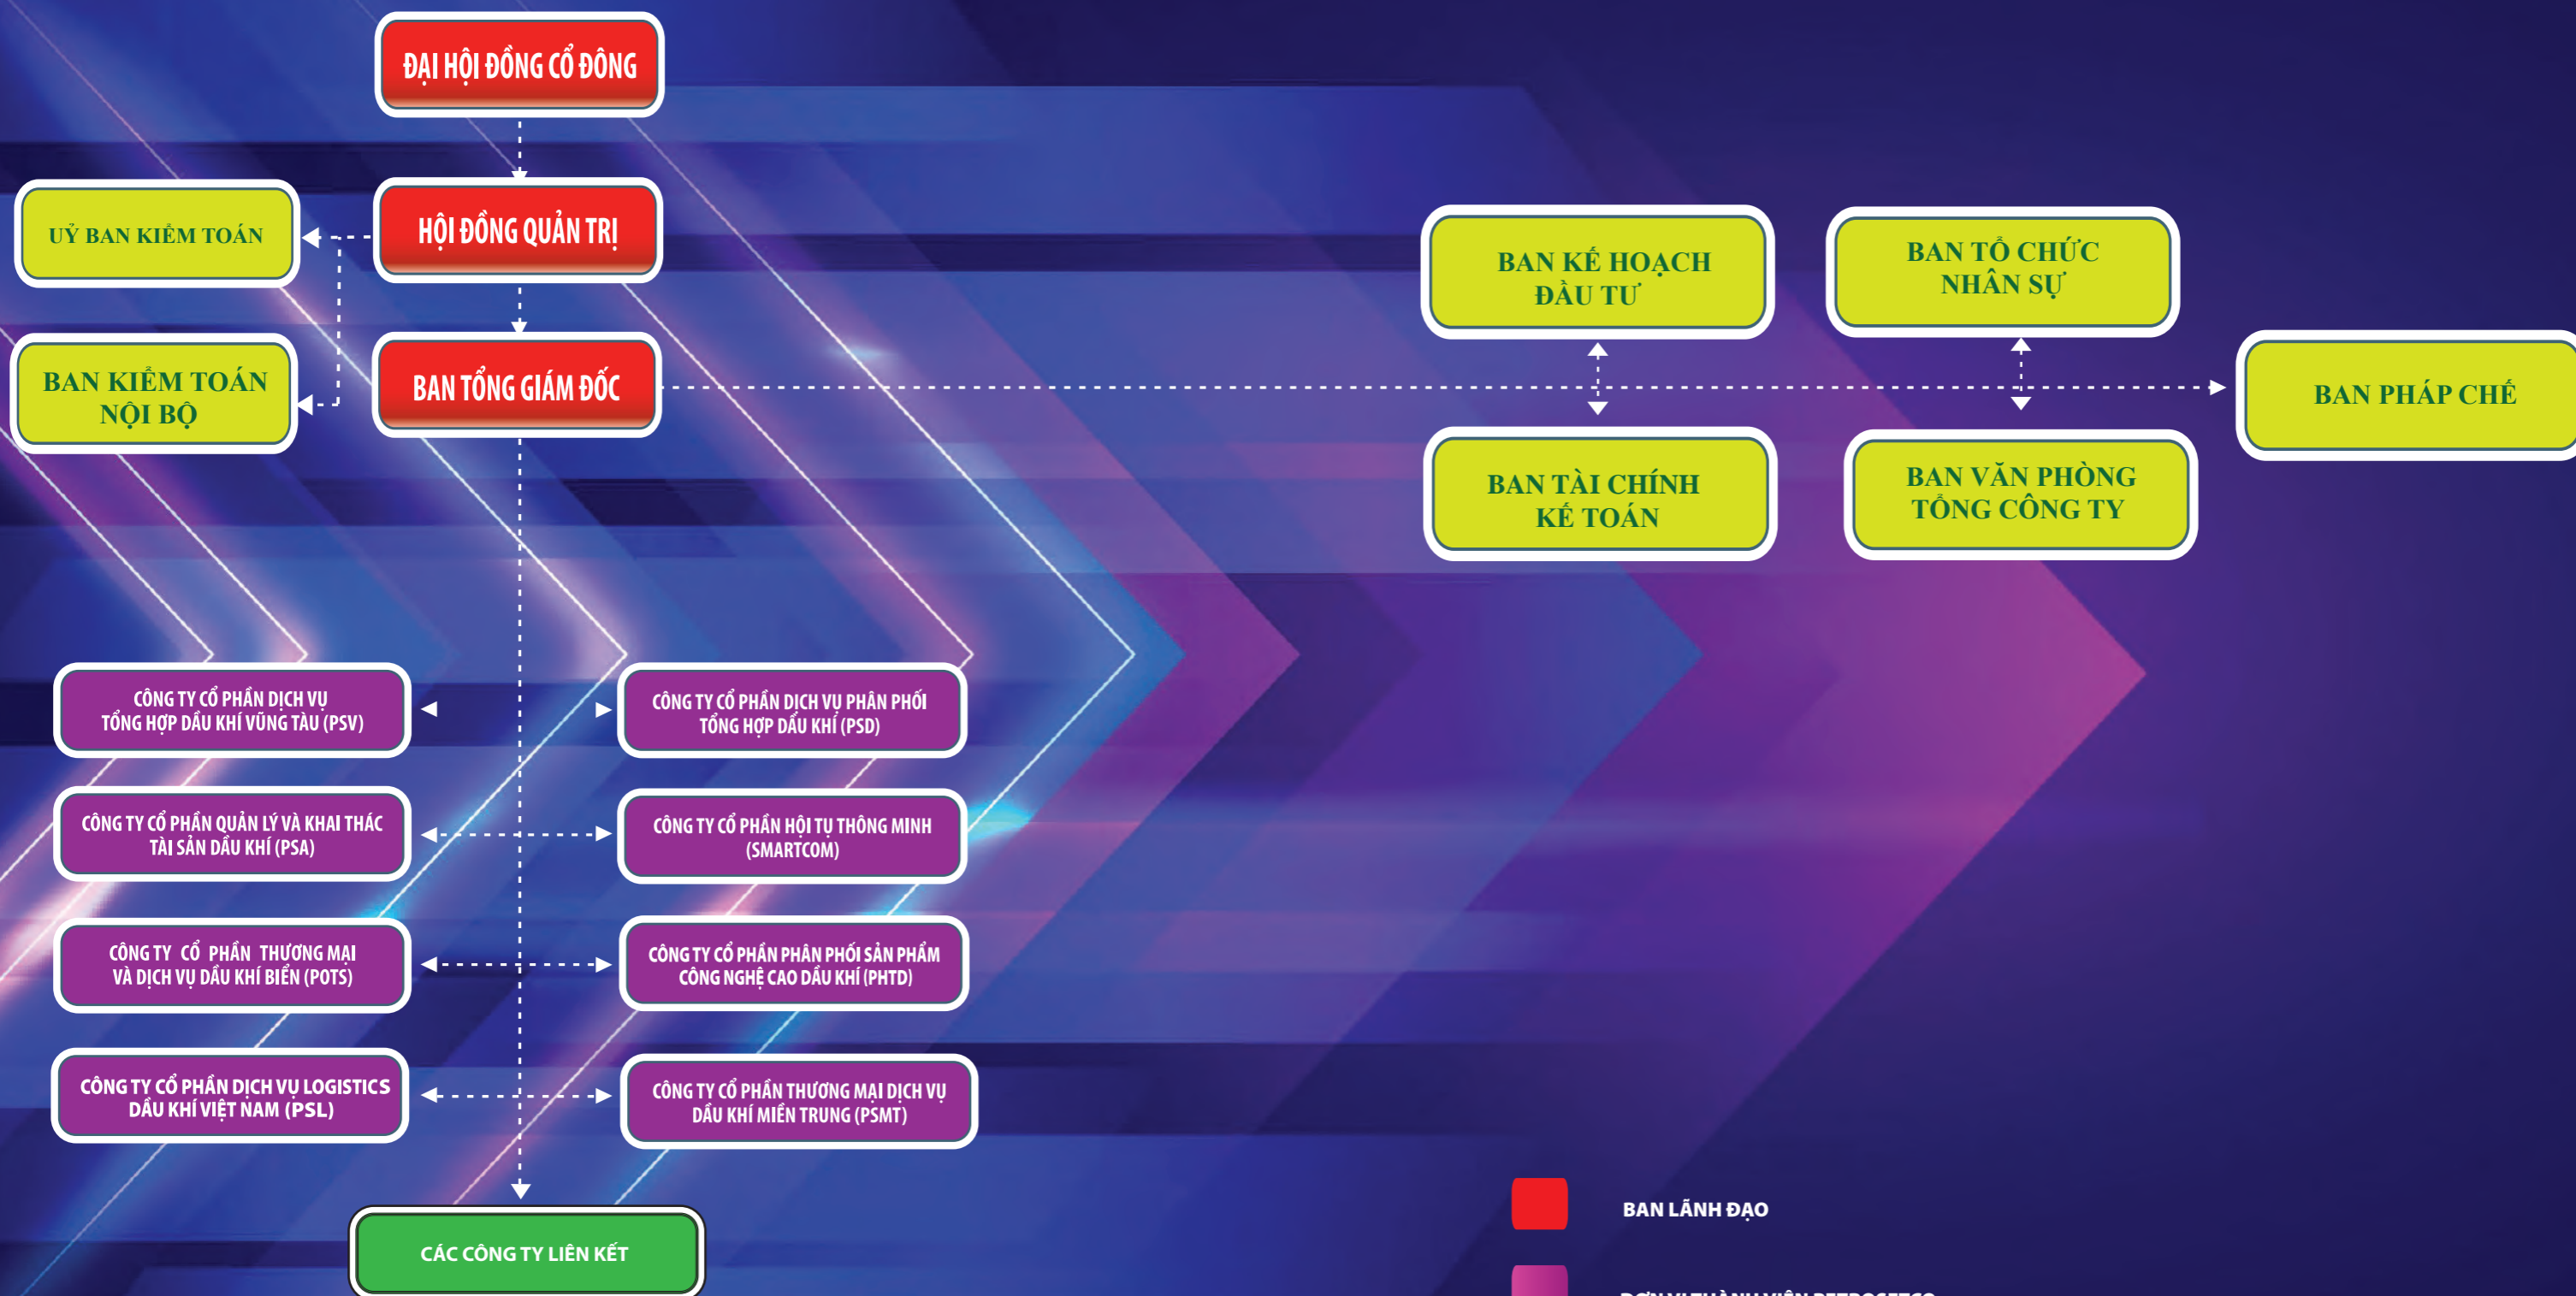 ĐẠI HỘI ĐỒNG CỔ ĐÔNG
UỶ BAN KIỂM TOÁN
HỘI ĐỒNG QUẢN TRỊ
BAN KIỂM TOÁN
NỘI BỘ
BAN TỔNG GIÁM ĐỐC
BAN KẾ HOẠCH
ĐẦU TƯ
BAN TỔ CHỨC
NHÂN SỰ
BAN PHÁP CHẾ
BAN TÀI CHÍNH
KẾ TOÁN
BAN VĂN PHÒNG
TỔNG CÔNG TY
CÔNG TY CỔ PHẦN DỊCH VỤ
TỔNG HỢP DẦU KHÍ VŨNG TÀU (PSV)
CÔNG TY CỔ PHẦN DỊCH VỤ PHÂN PHỐI
TỔNG HỢP DẦU KHÍ (PSD)
CÔNG TY CỔ PHẦN QUẢN LÝ VÀ KHAI THÁC
TÀI SẢN DẦU KHÍ (PSA)
CÔNG TY CỔ PHẦN HỘI TỤ THÔNG MINH
(SMARTCOM)
CÔNG TY CỔ PHẦN THƯƠNG MẠI
VÀ DỊCH VỤ DẦU KHÍ BIỂN (POTS)
CÔNG TY CỔ PHẦN PHÂN PHỐI SẢN PHẨM
CÔNG NGHỆ CAO DẦU KHÍ (PHTD)
CÔNG TY CỔ PHẦN DỊCH VỤ LOGISTICS
DẦU KHÍ VIỆT NAM (PSL)
CÔNG TY CỔ PHẦN THƯƠNG MẠI DỊCH VỤ
DẦU KHÍ MIỀN TRUNG (PSMT)
CÁC CÔNG TY LIÊN KẾT
BAN LÃNH ĐẠO
ĐƠN VỊ THÀNH VIÊN PETROSETCO